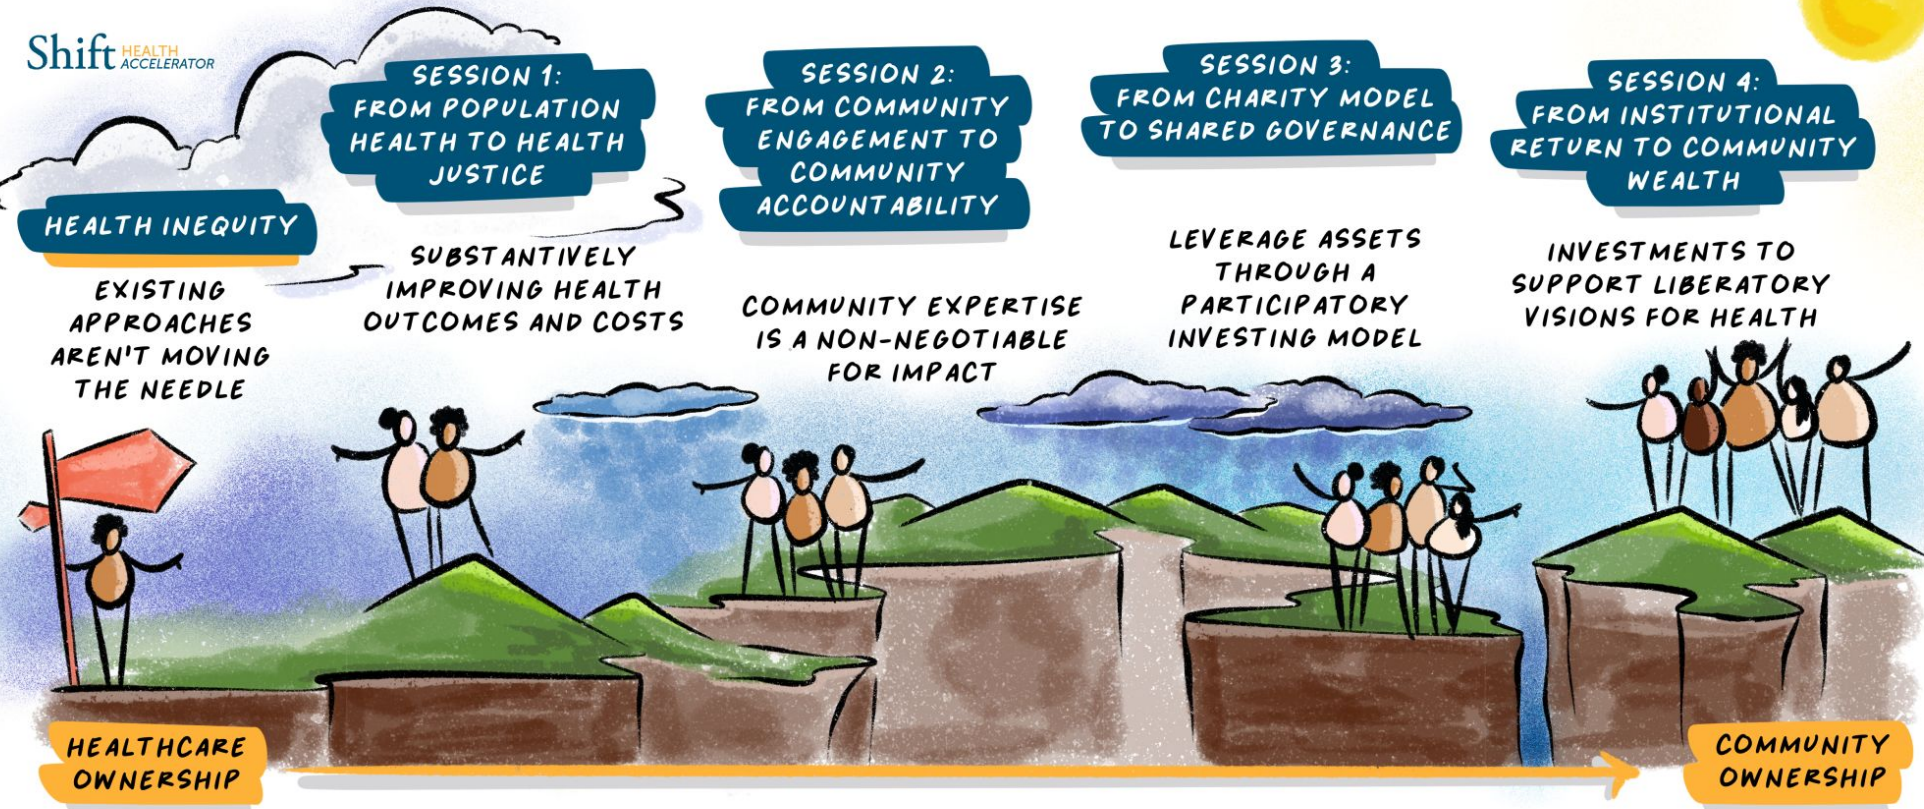 Shift HEALTH
ACCELERATOR
HEALTH INEQUITY
EXISTING
APPROACHES
AREN'T MOVING
THE NEEDLE
SESSION 1:
FROM POPULATION
HEALTH TO HEALTH
JUSTICE
SUBSTANTIVELY
IMPROVING HEALTH
OUTCOMES AND COSTS
SESSION 2:
FROM COMMUNITY
ENGAGEMENT TO
COMMUNITY
ACCOUNTABILITY
COMMUNITY EXPERTISE
IS A NON-NEGOTIABLE
FOR IMPACT
SESSION 3:
FROM CHARITY MODEL
TO SHARED GOVERNANCE
LEVERAGE ASSETS
THROUGH A
PARTICIPATORY
INVESTING MODEL
SESSION 4:
FROM INSTITUTIONAL
RETURN TO COMMUNITY
WEALTH
INVESTMENTS TO
SUPPORT LIBERATORY
VISIONS FOR HEALTH
HEALTHCARE
OWNERSHIP
COMMUNITY
OWNERSHIP